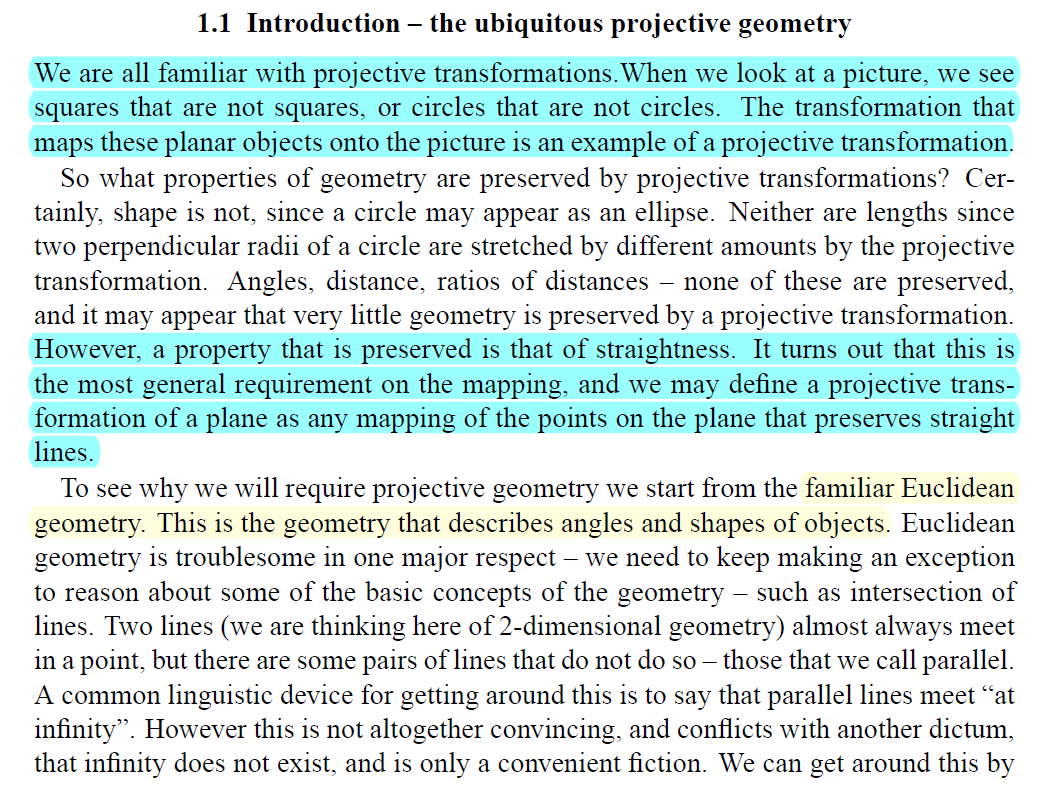 1.1 Introduction – the ubiquitous projective geometry
We are all familiar with projective transformations.When we look at a picture, we see
squares that are not squares, or circles that are not circles. The transformation that
maps these planar objects onto the picture is an example of a projective transformation.
So what properties of geometry are preserved by projective transformations? Cer-
tainly, shape is not, since a circle may appear as an ellipse. Neither are lengths since
two perpendicular radii of a circle are stretched by different amounts by the projective
transformation. Angles, distance, ratios of distances – none of these are preserved,
and it may appear that very little geometry is preserved by a projective transformation.
However, a property that is preserved is that of straightness. It turns out that this is
the most general requirement on the mapping, and we may define a projective trans-
formation of a plane as any mapping of the points on the plane that preserves straight
lines.
To see why we will require projective geometry we start from the familiar Euclidean
geometry. This is the geometry that describes angles and shapes of objects. Euclidean
geometry is troublesome in one major respect – we need to keep making an exception
to reason about some of the basic concepts of the geometry – such as intersection of
lines. Two lines (we are thinking here of 2-dimensional geometry) almost always meet
in a point, but there are some pairs of lines that do not do so – those that we call parallel.
A common linguistic device for getting around this is to say that parallel lines meet “at
infinity”. However this is not altogether convincing, and conflicts with another dictum,
that infinity does not exist, and is only a convenient fiction. We can get around this by